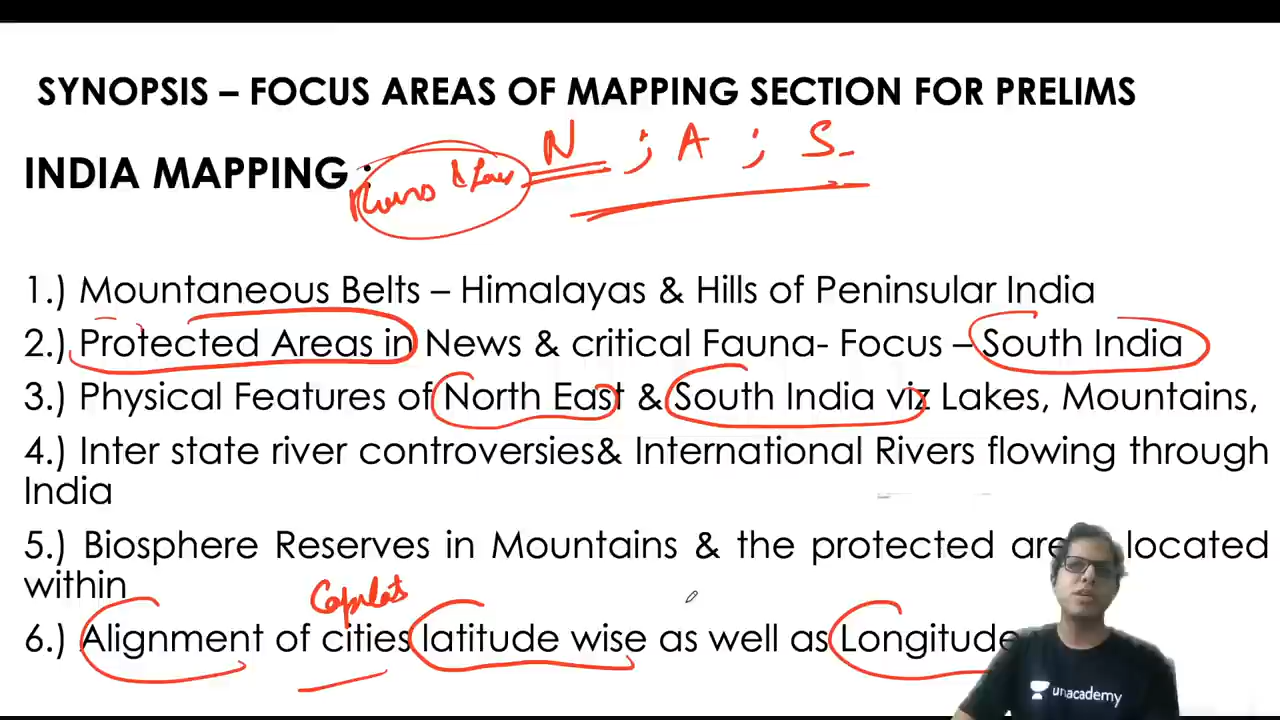 SYNOPSIS – FOCUS AREAS OF MAPPING SECTION FOR PRELIMS
N ; A ; S
INDIA MAPPING :
1.) Mountaneous Belts – Himalayas & Hills of Peninsular India
2.) Protected Areas in News & critical Fauna- Focus – South India
3.) Physical Features of North East & South India viz Lakes, Mountains,
4.) Inter state river controversies& International Rivers flowing through
India
5.) Biosphere Reserves in Mountains & the protected are located
within
6.) Alignment of cities latitude wise as well as Longitude
unacademy